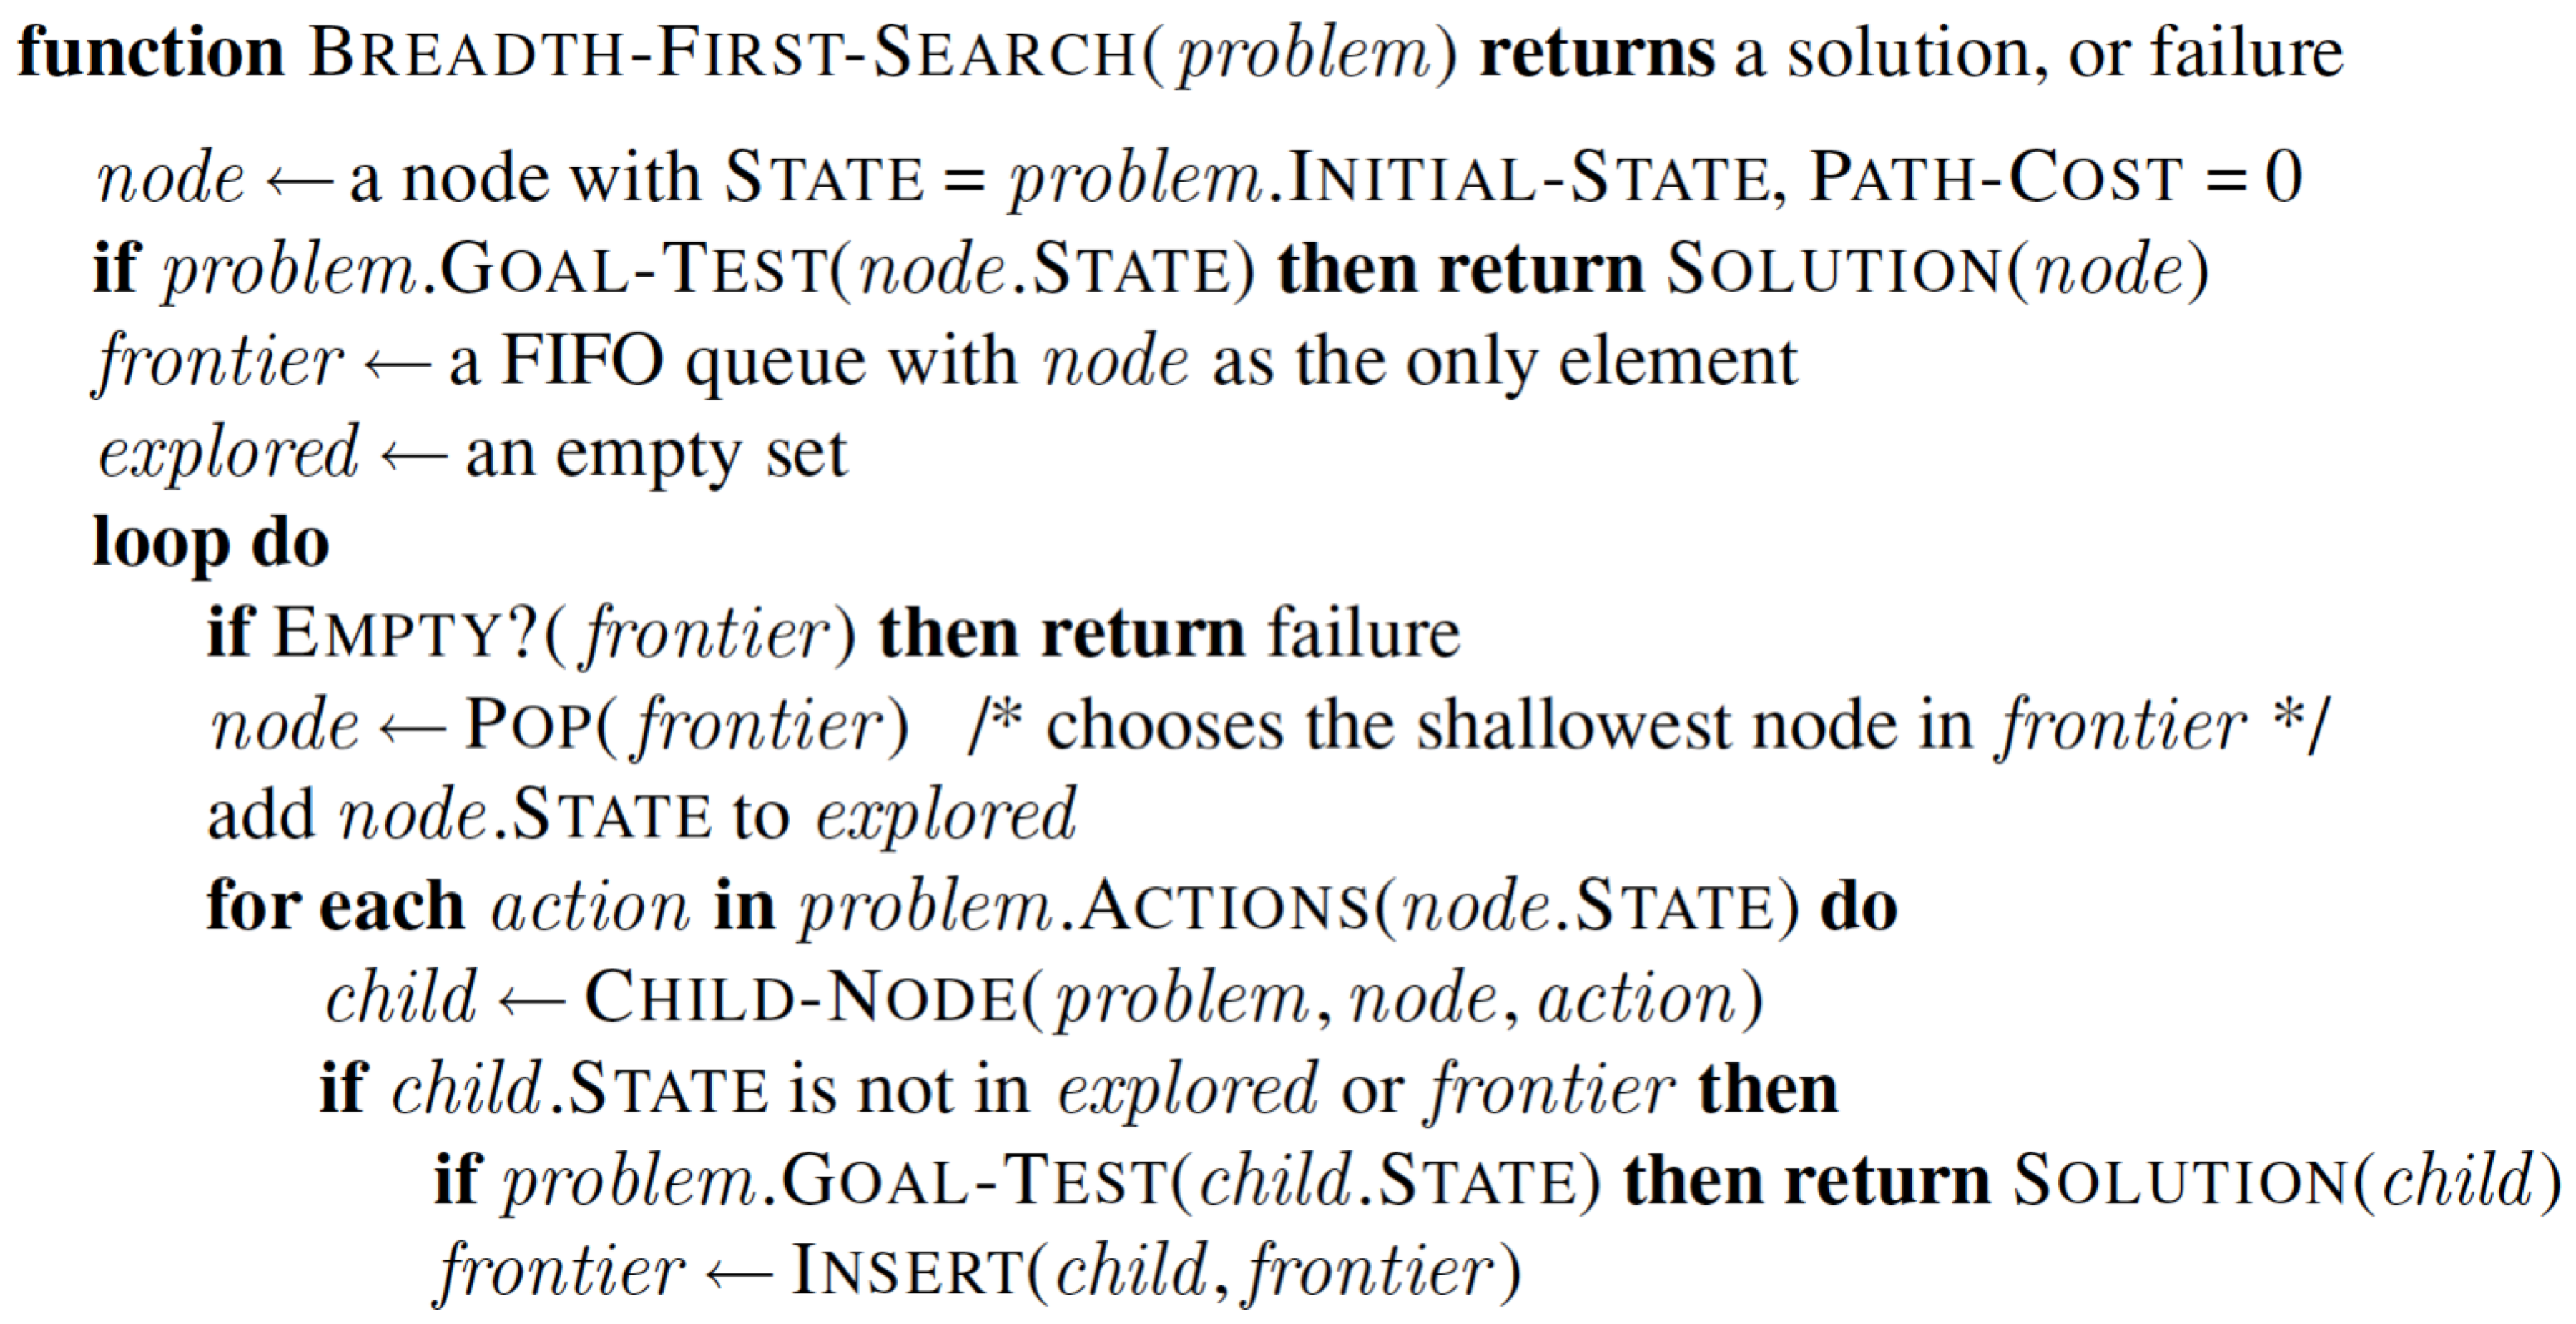 function BREADTH-FIRST-SEARCH(problem) returns a solution, or failure
node ← a node with STATE = problem.INITIAL-STATE, PATH-COST = 0
if problem.GOAL-TEST(node.STATE) then return SOLUTION(node)
frontier ← a FIFO queue with node as the only element
explored ← an empty set
loop do
if EMPTY?(frontier) then return failure
node ← POP(frontier) /* chooses the shallowest node in frontier */
add node.STATE to explored
for each action in problem.ACTIONS(node.STATE) do
child ← CHILD-NODE(problem, node, action)
if child.STATE is not in explored or frontier then
if problem.GOAL-TEST(child.STATE) then return SOLUTION(child)
frontier ← INSERT(child, frontier)